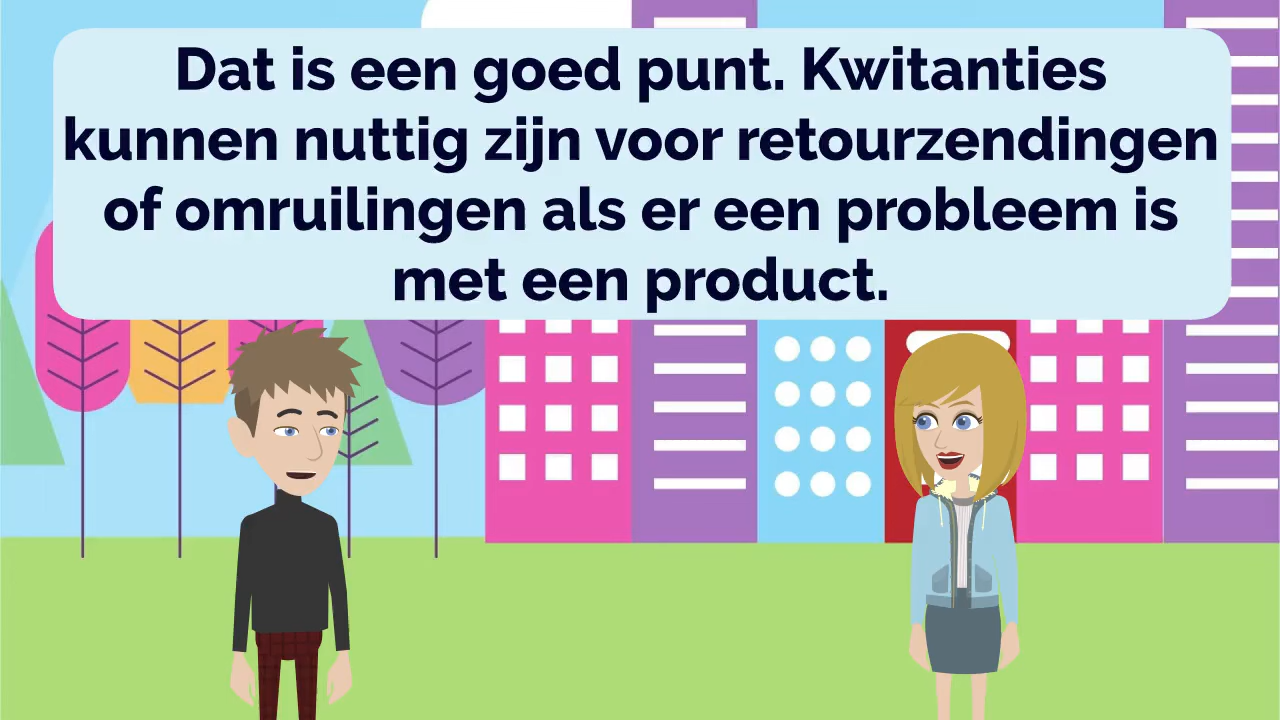 Dat is een goed punt. Kwitanties
kunnen nuttig zijn voor retourzendingen
of omruilingen als er een probleem is
met een product.